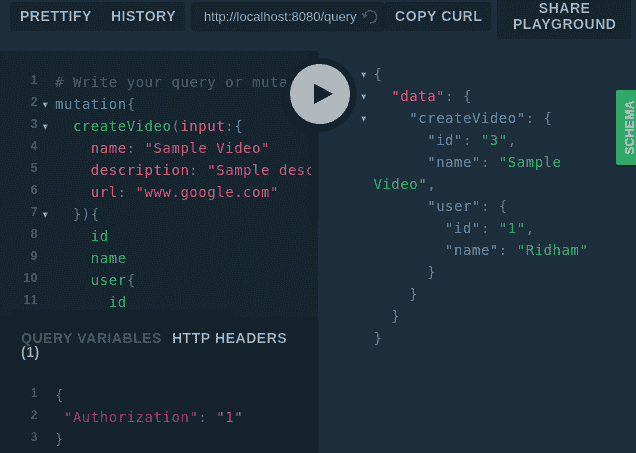 PRETTIFY HISTORY http://localhost:8080/query COPY CURL SHARE PLAYGROUND
1 # Write your query or muta
2 mutation{
3 createVideo(input:{
4 name: "Sample Video"
5 description: "Sample desc
6 url: "www.google.com"
7 }){
8 id
9 name
10 user{
11 id
QUERY VARIABLES HTTP HEADERS (1)
1 {
2 "Authorization": "1"
3 }
{
"data": {
"createVideo": {
"id": "3",
"name": "Sample
Video",
"user": {
"id": "1",
"name": "Ridham"
}
}
}
}
SCHEMA